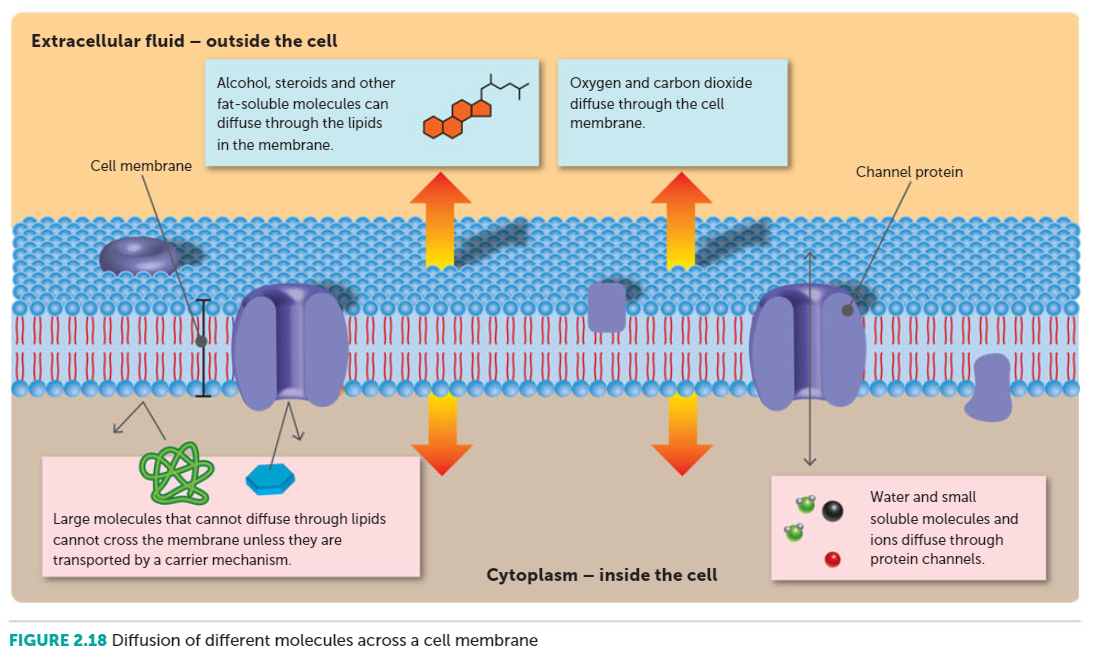 Extracellular fluid – outside the cell
Alcohol, steroids and other
fat-soluble molecules can
diffuse through the lipids
in the membrane.
Oxygen and carbon dioxide
diffuse through the cell
membrane.
Cell membrane
Channel protein
Large molecules that cannot diffuse through lipids
cannot cross the membrane unless they are
transported by a carrier mechanism.
Water and small
soluble molecules and
ions diffuse through
protein channels.
Cytoplasm – inside the cell
FIGURE 2.18 Diffusion of different molecules across a cell membrane